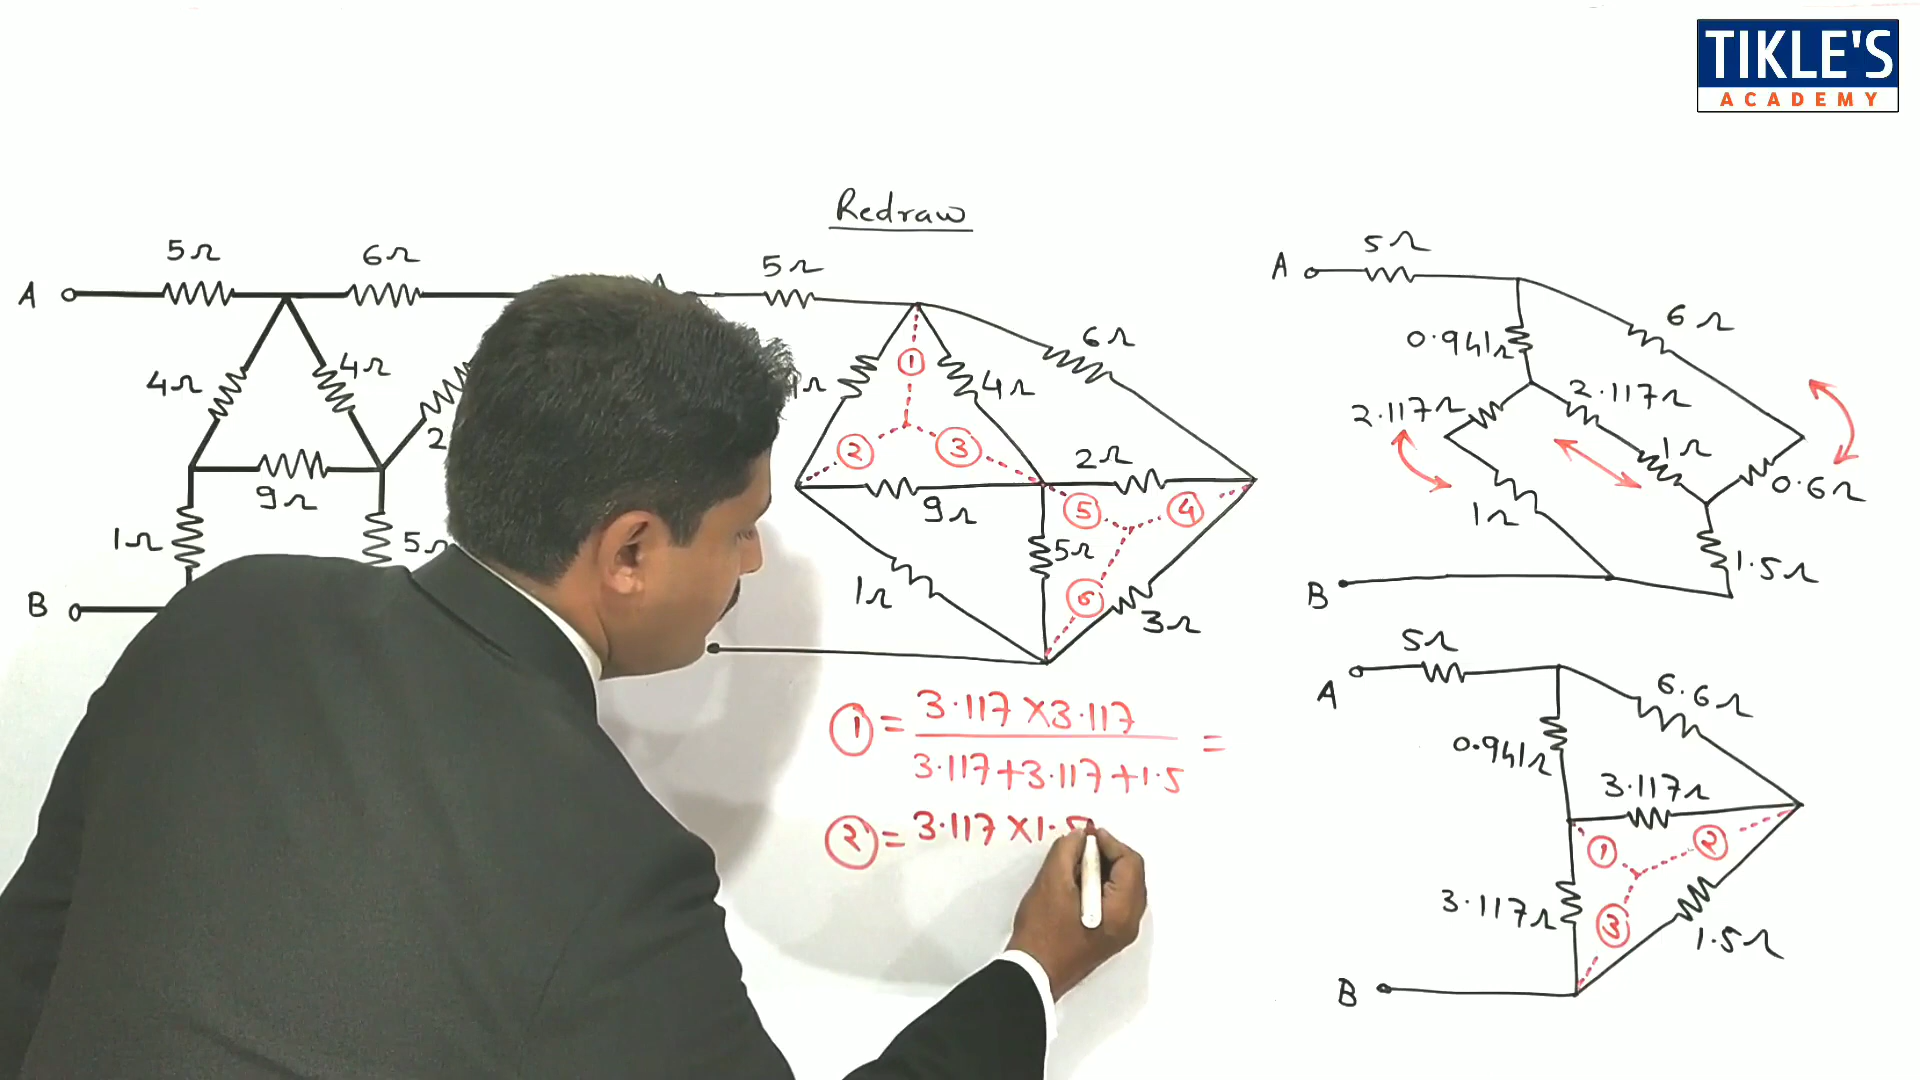 TIKLE'S
ACADEMY
Redraw
5Ω
6Ω
A
4Ω
4Ω
2
9Ω
1Ω
5Ω
B
5Ω
6Ω
1
4Ω
2
3
2Ω
9Ω
5
4
5Ω
1Ω
6
3Ω
A
5Ω
6Ω
0.941Ω
2.117Ω
2.117Ω
1Ω
0.6Ω
1Ω
1.5Ω
B
5Ω
A
6.6Ω
0.941Ω
3.117Ω
1
2
3.117Ω
3
1.5Ω
B
1 = 3.117 × 3.117
3.117 + 3.117 + 1.5 =
2 = 3.117 × 1.5